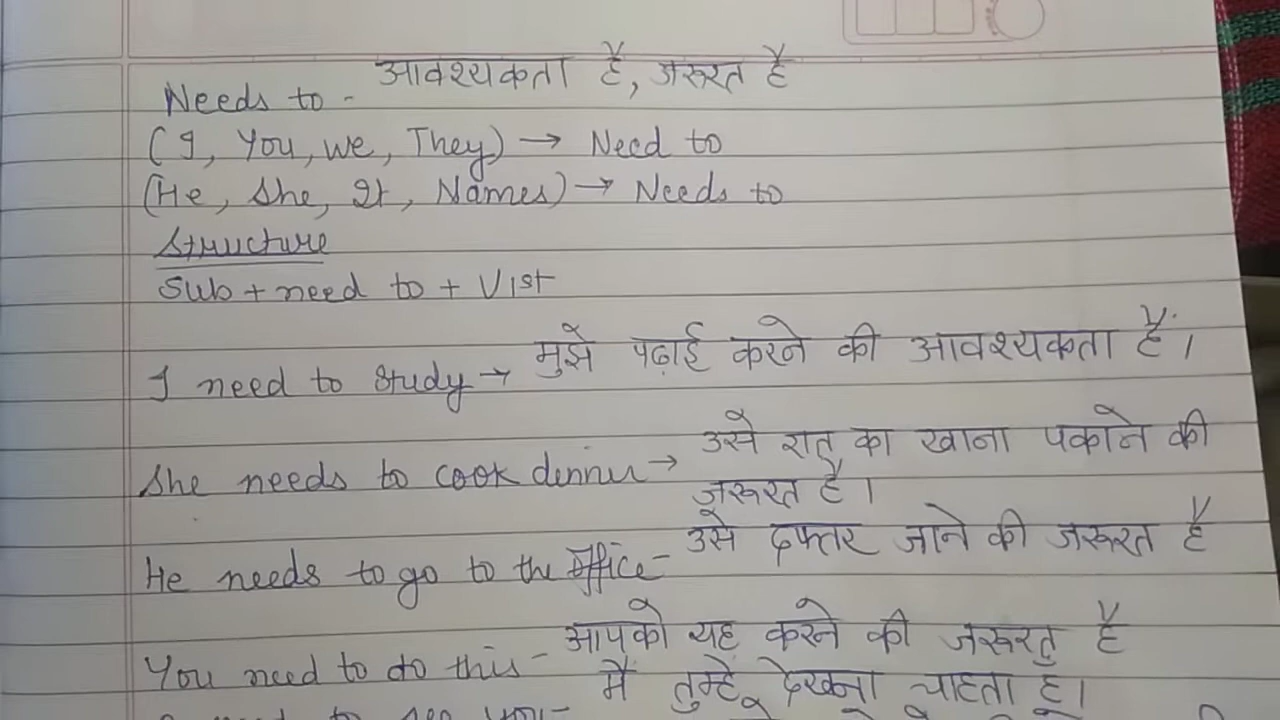 Needs to - आवश्यकता है, जरूरत है
(I, You, we, They) → Need to
(He, She, It, Names) → Needs to
Structure
Sub + need to + V1st
I need to study → मुझे पढ़ाई करने की आवश्यकता है।
She needs to cook dinner → उसे रात का खाना पकाने की
जरूरत है।
He needs to go to the office - उसे दफ्तर जाने की जरूरत है
You need to do this - आपको यह करने की जरूरत है
to see you - मैं तुम्हे देखना चाहता हू।